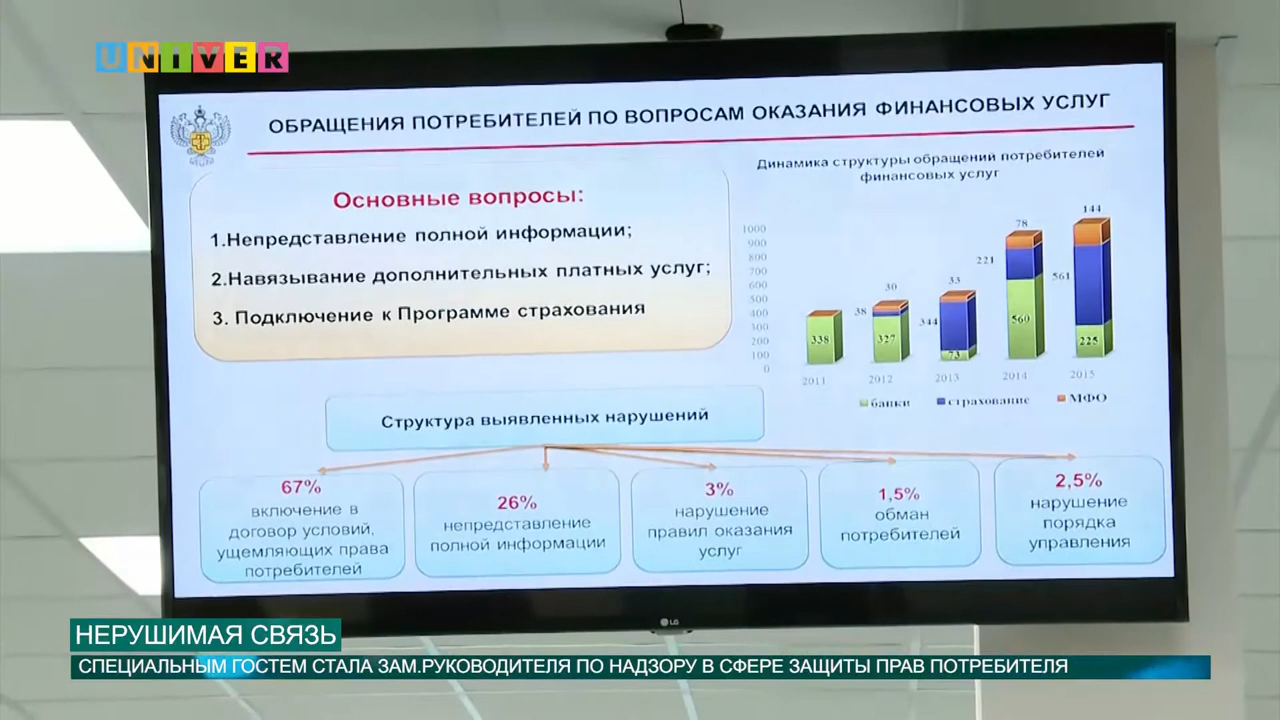 UNIVER
ОБРАЩЕНИЯ ПОТРЕБИТЕЛЕЙ ПО ВОПРОСАМ ОКАЗАНИЯ ФИНАНСОВЫХ УСЛУГ
Основные вопросы:
1.Непредставление полной информации;
2.Навязывание дополнительных платных услуг;
3. Подключение к Программе страхования
Динамика структуры обращений потребителей
финансовых услуг
1000
900
800
700
600
500
400
300
200
100
0
338
38
30
327
344
33
73
221
78
560
561
144
225
2011 2012 2013 2014 2015
банки страхование МФО
Структура выявленных нарушений
67%
включение в
договор условий,
ущемляющих права
потребителей
26%
непредставление
полной информации
3%
нарушение
правил оказания
услуг
1,5%
обман
потребителей
2,5%
нарушение
порядка
управления
LG
НЕРУШИМАЯ СВЯЗЬ
СПЕЦИАЛЬНЫМ ГОСТЕМ СТАЛА ЗАМ.РУКОВОДИТЕЛЯ ПО НАДЗОРУ В СФЕРЕ ЗАЩИТЫ ПРАВ ПОТРЕБИТЕЛЯ